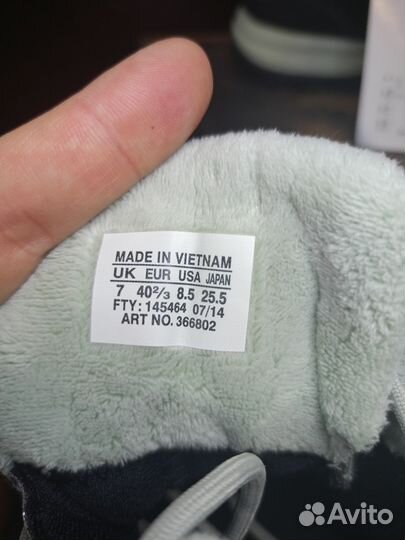 MADE IN VIETNAM
UK EUR USA JAPAN
7 40²/₃ 8.5 25.5
FTY: 145464 07/14
ART NO. 366802
Avito